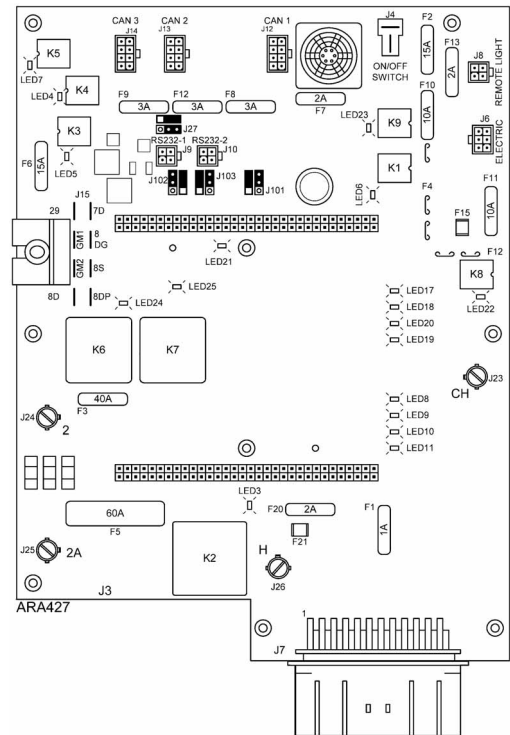 CAN 3
J14
CAN 2
J13
CAN 1
J12
J4
ON/OFF
SWITCH
F2
15A
F13
2A
J8
REMOTE LIGHT
K5
LED7
LED4
K4
F9
3A
F12
3A
F8
3A
2A
F7
F10
10A
J6
ELECTRIC
K3
LED5
F6
15A
J27
RS232-1
J9
RS232-2
J10
LED23
K9
K1
J102
J103
J101
LED6
F4
F11
10A
F15
J15
29
7D
GM1
8
DG
GM2
8S
8D
8DP
LED21
LED25
LED24
F12
K8
LED22
LED17
LED18
LED20
LED19
K6
K7
40A
F3
J23
CH
J24
2
LED8
LED9
LED10
LED11
60A
F5
LED3
F20
2A
F21
F1
1A
J25
2A
K2
H
J26
J3
ARA427
1
J7